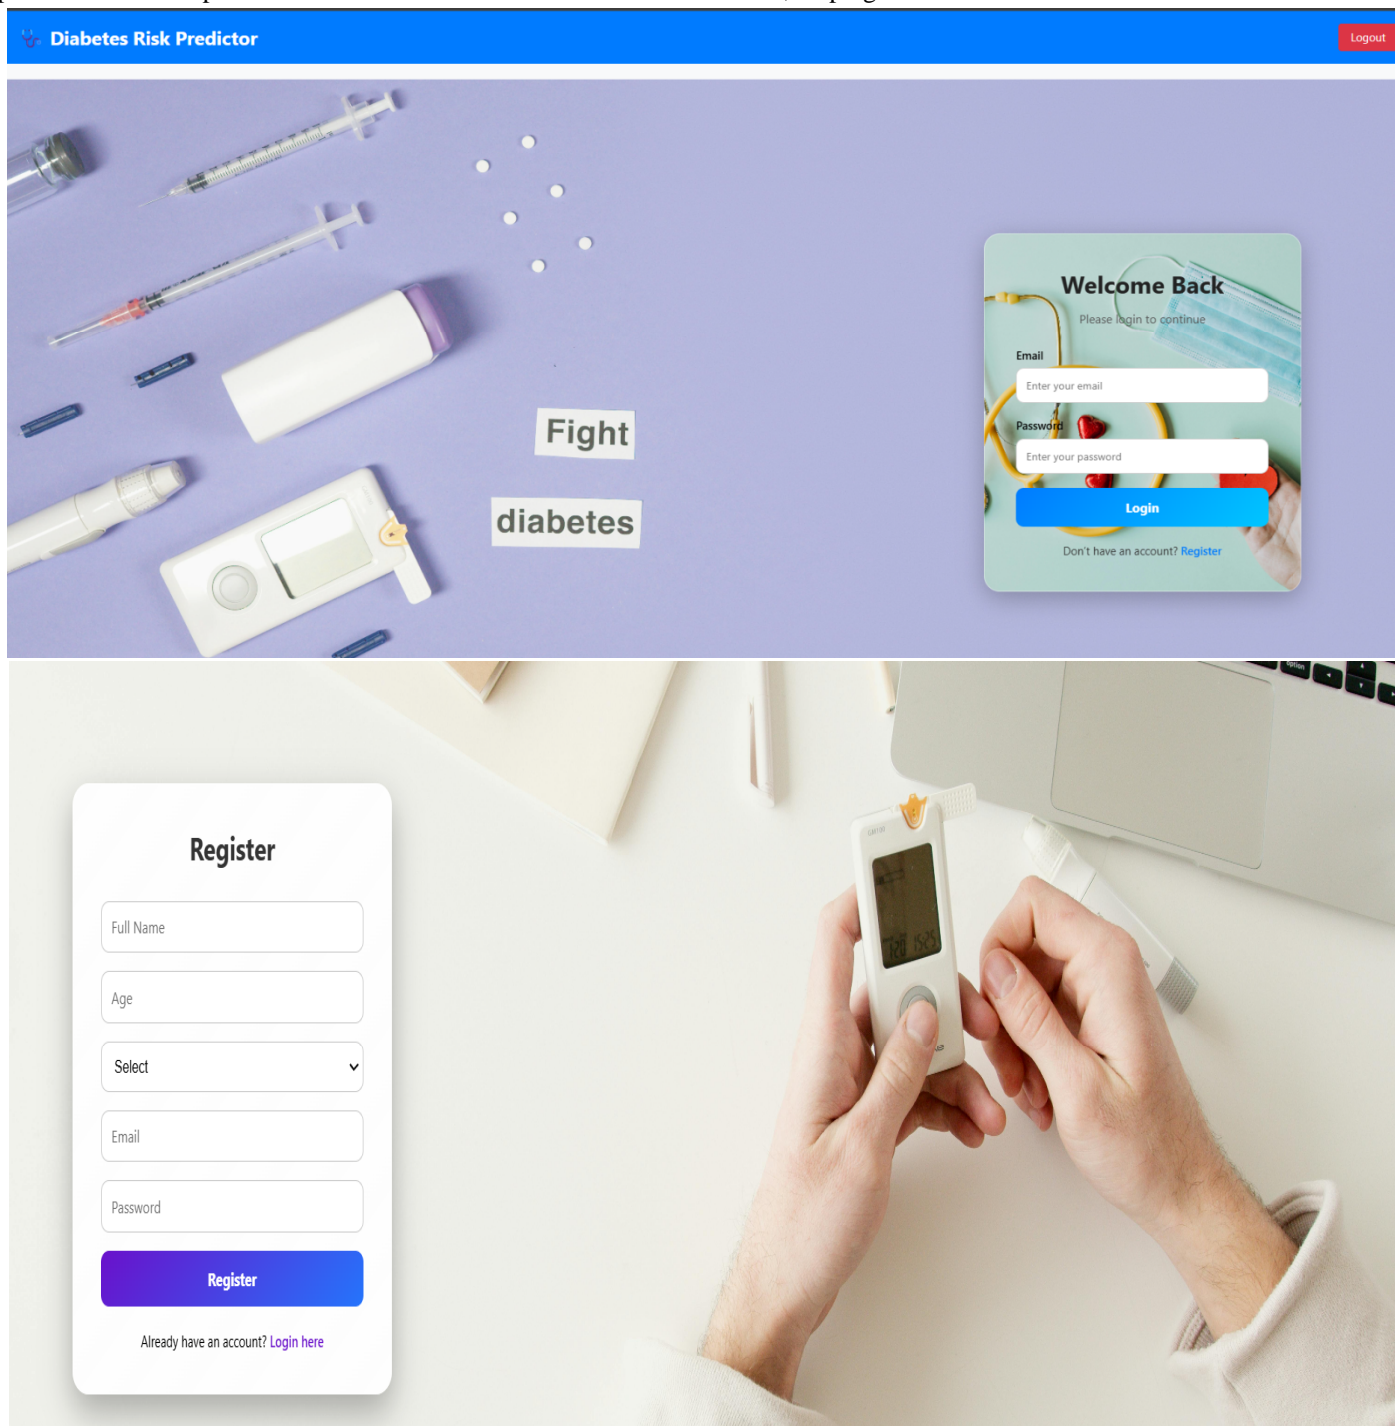 Diabetes Risk Predictor
Logout
Fight
diabetes
Welcome Back
Please login to continue
Email
Enter your email
Password
Enter your password
Login
Don't have an account? Register
option
Register
Full Name
Age
Select
Email
Password
Register
Already have an account? Login here